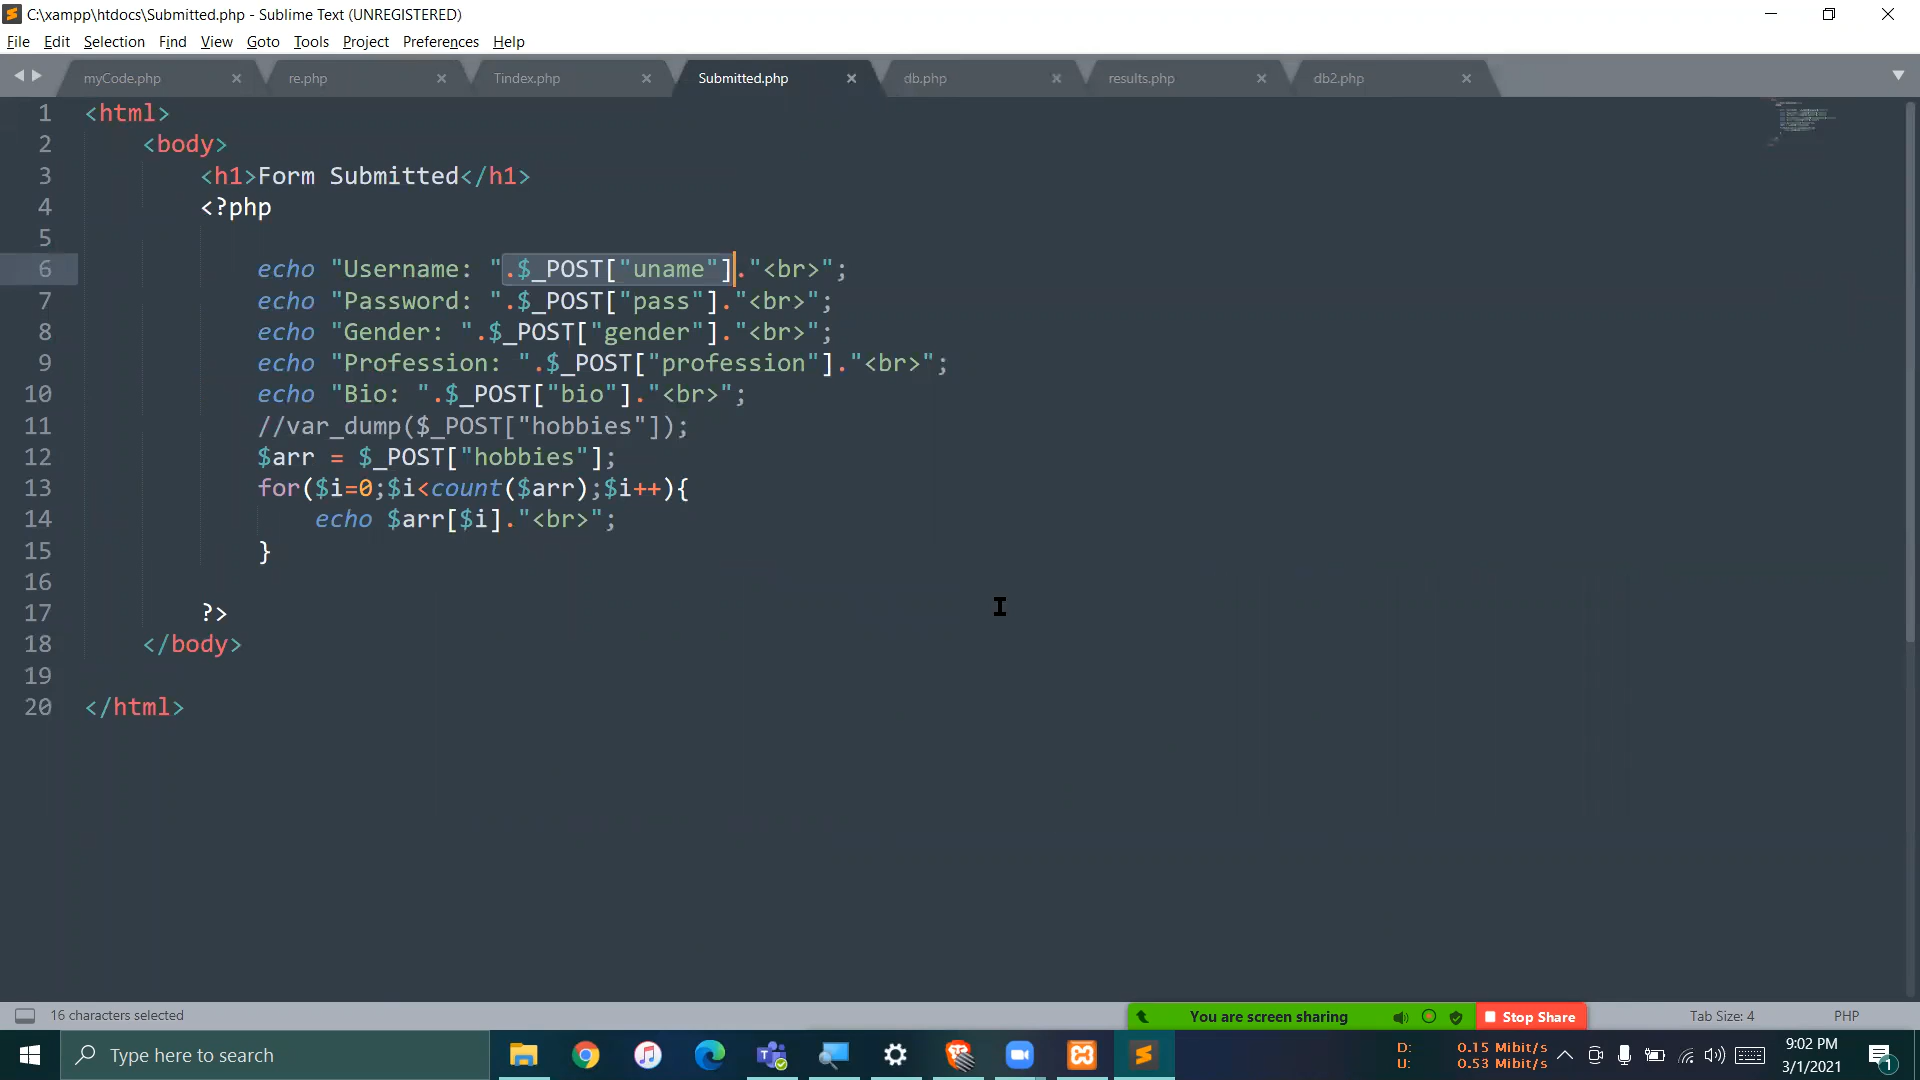 C:\xampp\htdocs\Submitted.php - Sublime Text (UNREGISTERED)
File Edit Selection Find View Goto Tools Project Preferences Help
myCode.php re.php Tindex.php Submitted.php db.php results.php db2.php
1 <html>
2 <body>
3 <h1>Form Submitted</h1>
4 <?php
5
6 echo "Username: ".$_POST["uname"]."<br>";
7 echo "Password: ".$_POST["pass"]."<br>";
8 echo "Gender: ".$_POST["gender"]."<br>";
9 echo "Profession: ".$_POST["profession"]."<br>";
10 echo "Bio: ".$_POST["bio"]."<br>";
11 //var_dump($_POST["hobbies"]);
12 $arr = $_POST["hobbies"];
13 for($i=0;$i<count($arr);$i++){
14 echo $arr[$i]."<br>";
15 }
16
17 ?>
18 </body>
19
20 </html>
16 characters selected You are screen sharing Stop Share Tab Size: 4 PHP
Type here to search
D: 0.15 Mibit/s
U: 0.53 Mibit/s
9:02 PM
3/1/2021
1